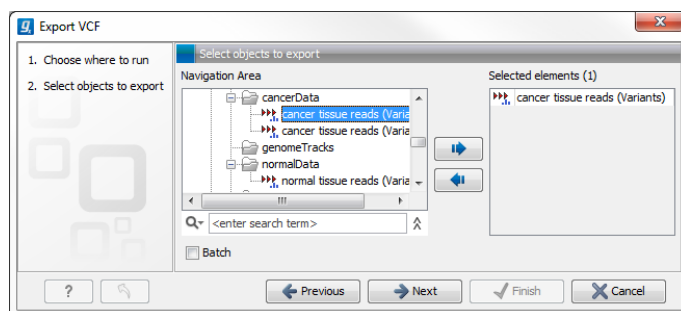 Export VCF
1. Choose where to run
2. Select objects to export
Select objects to export
Navigation Area
cancerData
cancer tissue reads (Varia
cancer tissue reads (Varia
genomeTracks
normalData
normal tissue reads (Varia
<enter search term>
Batch
Selected elements (1)
cancer tissue reads (Variants)
?
Previous
Next
Finish
Cancel